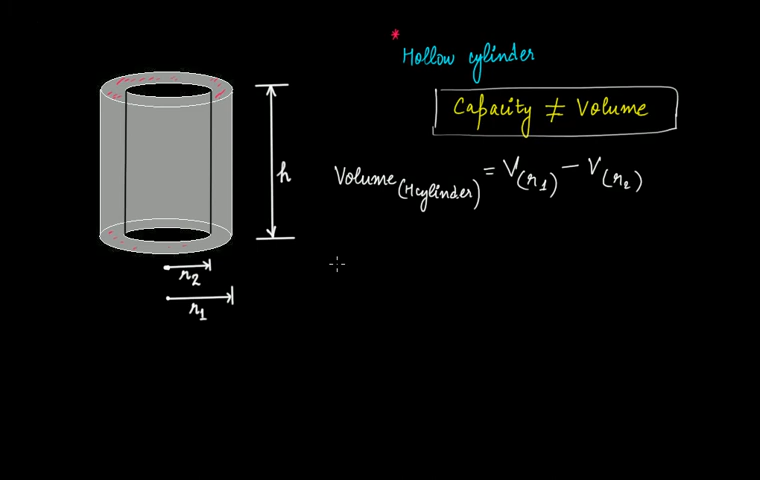 *
Hollow cylinder
Capacity ≠ Volume
Volume(Hcylinder) = V(r1) − V(r2)
h
r2
r1